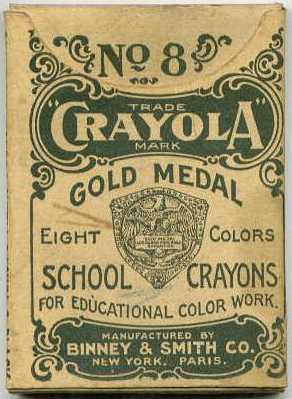 No 8
TRADE
"CRAYOLA"
MARK
GOLD MEDAL
EIGHT COLORS
SCHOOL CRAYONS
FOR EDUCATIONAL COLOR WORK.
MANUFACTURED BY
BINNEY & SMITH CO.
NEW YORK. PARIS.